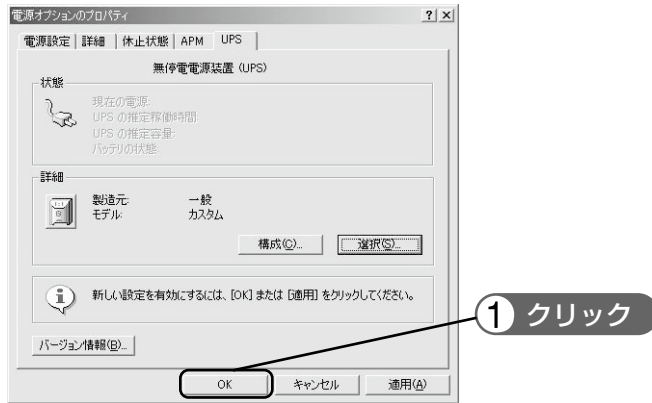 電源オプションのプロパティ
? ×
電源設定 詳細 休止状態 APM UPS
無停電電源装置 (UPS)
状態
現在の電源:
UPS の推定稼働時間:
UPS の推定容量:
バッテリの状態:
詳細
製造元: 一般
モデル: カスタム
構成(C)... 選択(S)...
新しい設定を有効にするには、[OK] または [適用] をクリックしてください。
1 クリック
バージョン情報(B)...
OK キャンセル 適用(A)